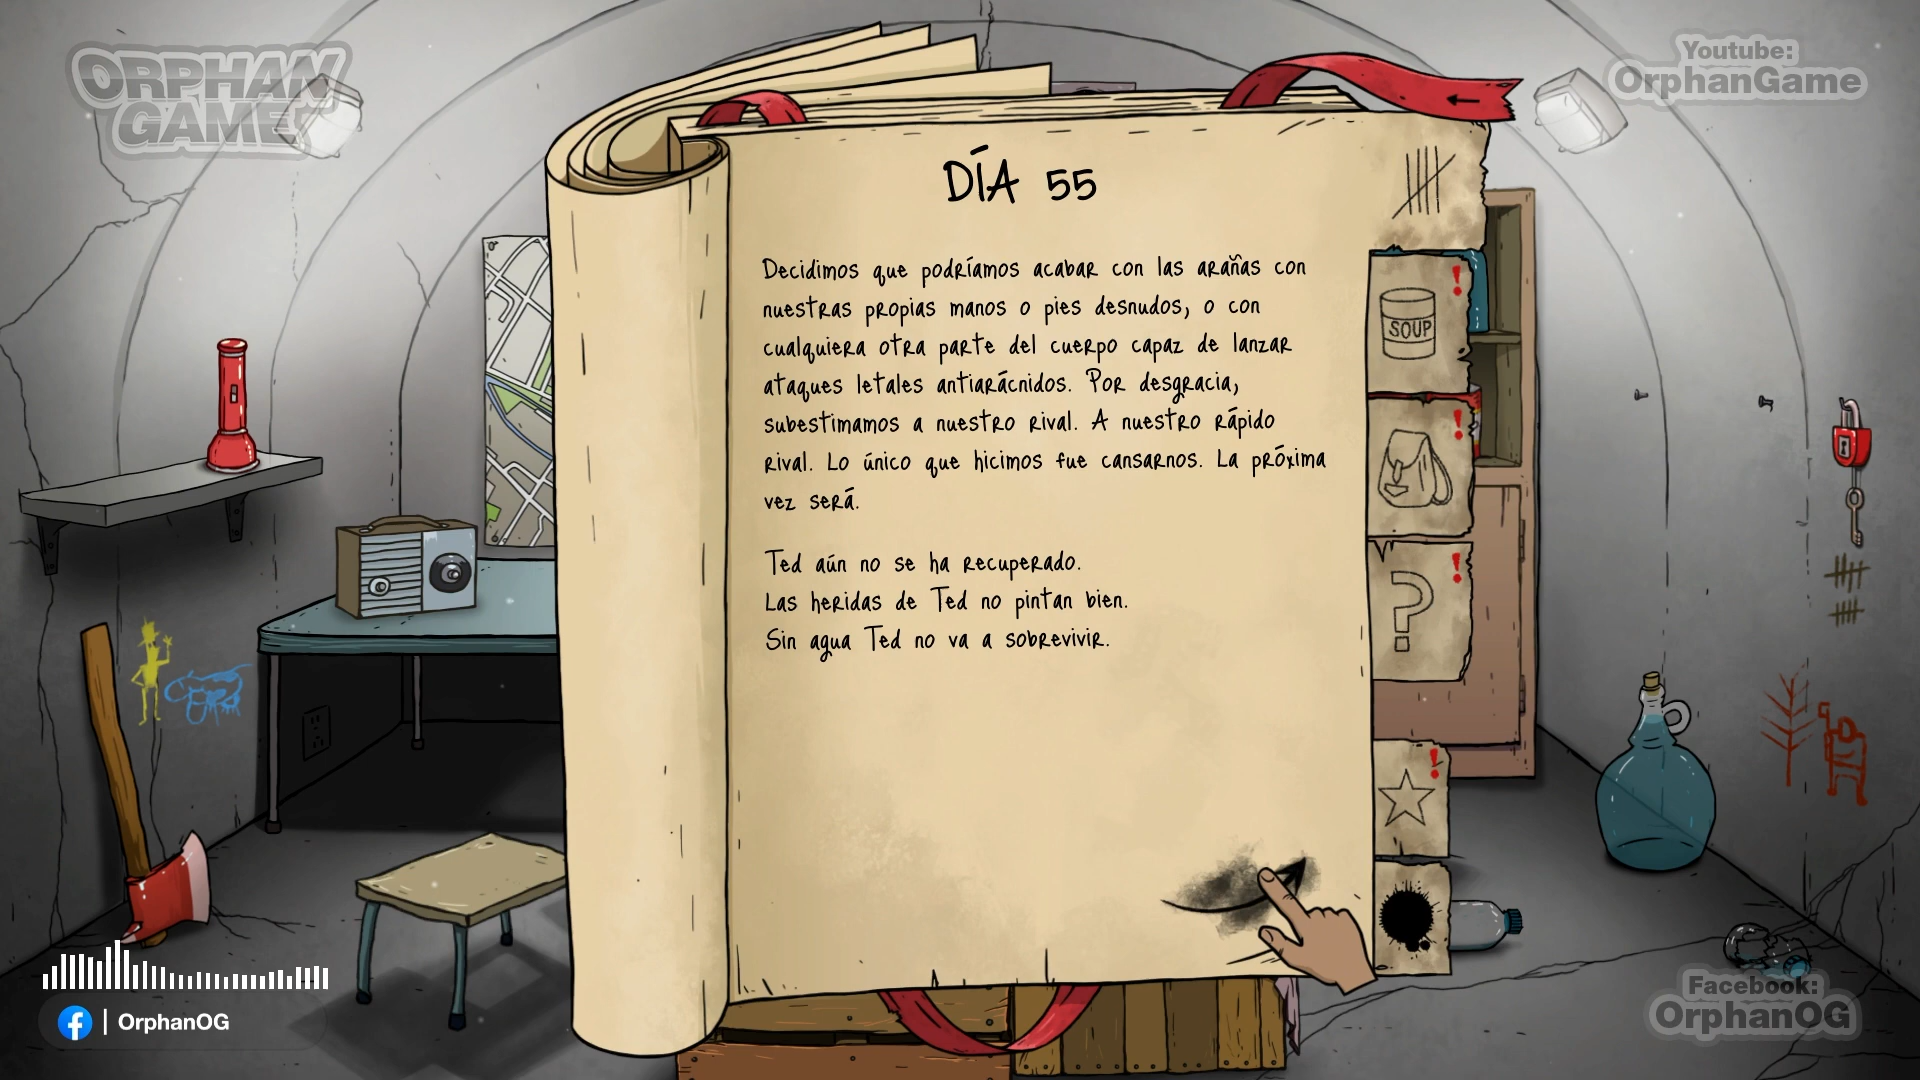 ORPHAN
GAME
Youtube:
OrphanGame
DÍA 55
Decidimos que podríamos acabar con las arañas con
nuestras propias manos o pies desnudos, o con
cualquiera otra parte del cuerpo capaz de lanzar
ataques letales antiarácnidos. Por desgracia,
subestimamos a nuestro rival. A nuestro rápido
rival. Lo único que hicimos fue cansarnos. La próxima
vez será.
Ted aún no se ha recuperado.
Las heridas de Ted no pintan bien.
Sin agua Ted no va a sobrevivir.
!
SOUP
!
!
?
!
| OrphanOG
Facebook:
OrphanOG